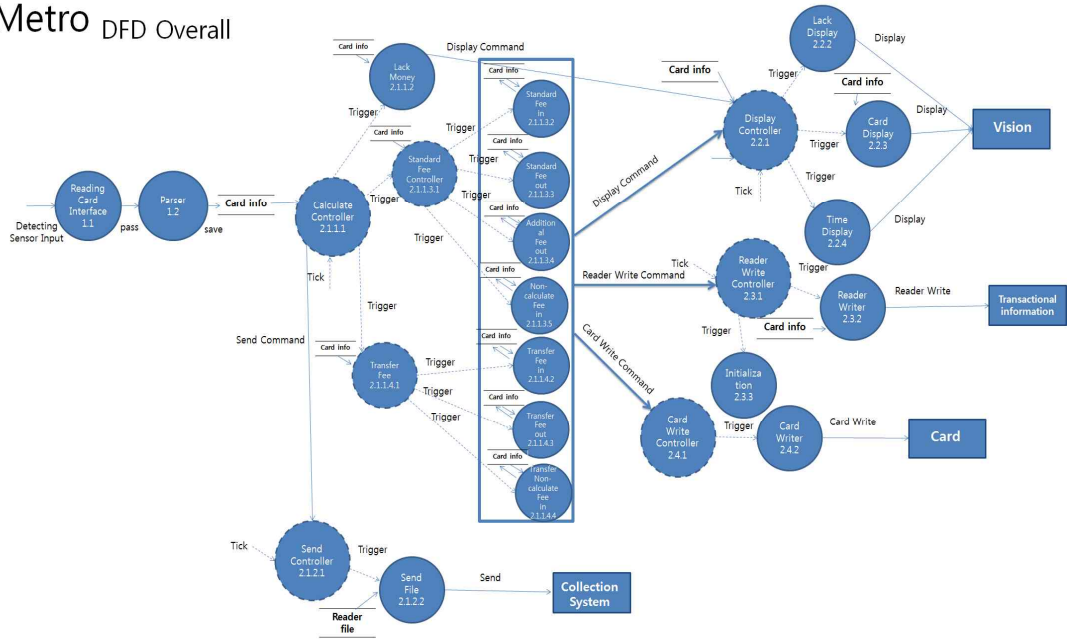 Metro DFD Overall
Card info
Lack
Money
2.1.1.2
Display Command
Trigger
Card info
Standard
Fee
Controller
2.1.1.3.1
Trigger
Trigger
Trigger
Trigger
Trigger
Reading
Card
Interface
1.1
Detecting
Sensor Input
pass
Parser
1.2
save
Card info
Calculate
Controller
2.1.1.1
Tick
Trigger
Send Command
Card info
Transfer
Fee
2.1.1.4.1
Trigger
Trigger
Trigger
Card info
Standard
Fee
in
2.1.1.3.2
Card info
Standard
Fee
out
2.1.1.3.3
Card info
Addition
al
Fee
out
2.1.1.3.4
Card info
Non-
calculate
Fee
in
2.1.1.3.5
Card info
Transfer
Fee
in
2.1.1.4.2
Card info
Transfer
Fee
out
2.1.1.4.3
Card info
Transfer
Non-
calculate
Fee
in
2.1.1.4.4
Display Command
Reader Write Command
Card Write Command
Card info
Display
Controller
2.2.1
Tick
Trigger
Trigger
Trigger
Lack
Display
2.2.2
Display
Card info
Card
Display
2.2.3
Display
Time
Display
2.2.4
Display
Vision
Tick
Reader
Write
Controller
2.3.1
Trigger
Reader
Writer
2.3.2
Card info
Reader Write
Transactional
information
Trigger
Initializa
tion
2.3.3
Card
Write
Controller
2.4.1
Trigger
Card
Writer
2.4.2
Card Write
Card
Tick
Send
Controller
2.1.2.1
Trigger
Send
File
2.1.2.2
Reader
file
Send
Collection
System